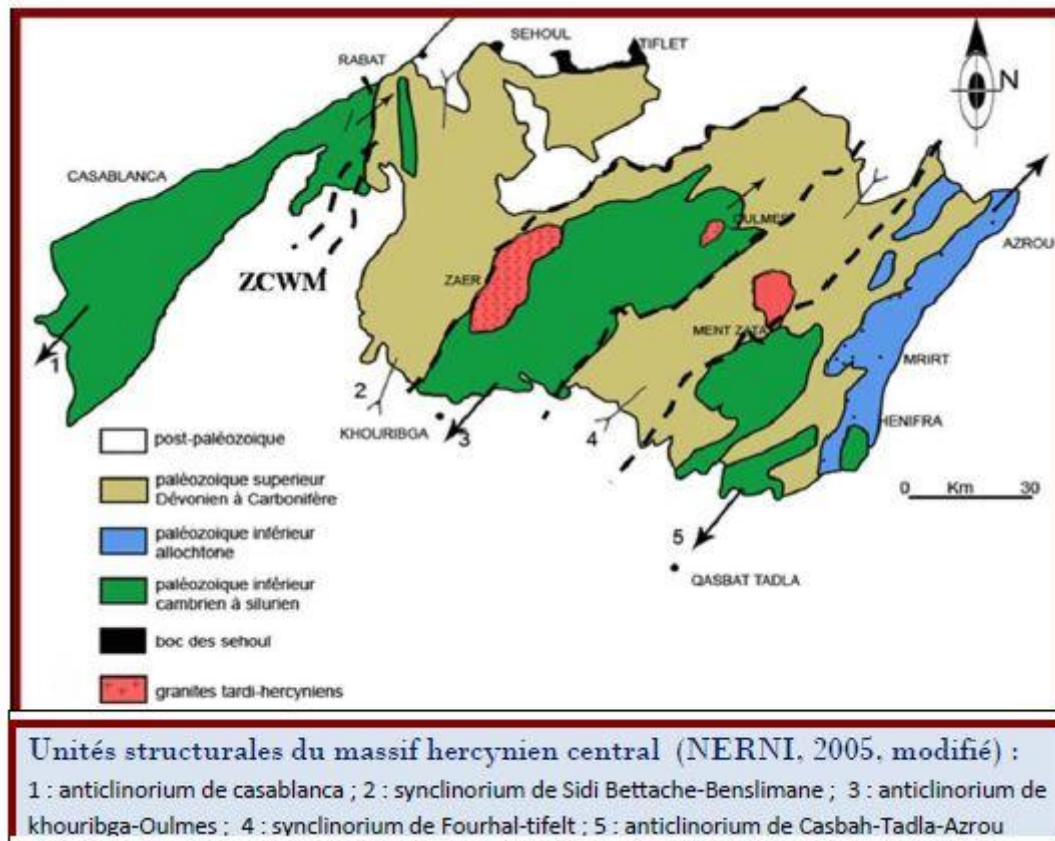 SEHOUL
TIFLET
RABAT
N
CASABLANCA
OULMES
AZROU
ZAER
ZCWM
MENT ZATA
MRIRT
1
2
HENIFRA
KHOURIBGA
3
4
post-paléozoique
0 Km 30
paléozoique superieur
Dévonien à Carbonifère
5
paléozoique inférieur
allochtone
QASBAT TADLA
paléozoique inférieur
cambrien à silurien
boc des sehoul
granites tardi-hercyniens
Unités structurales du massif hercynien central (NERNI, 2005, modifié) :
1 : anticlinorium de casablanca ; 2 : synclinorium de Sidi Bettache-Benslimane ; 3 : anticlinorium de
khouribga-Oulmes ; 4 : synclinorium de Fourhal-tifelt ; 5 : anticlinorium de Casbah-Tadla-Azrou